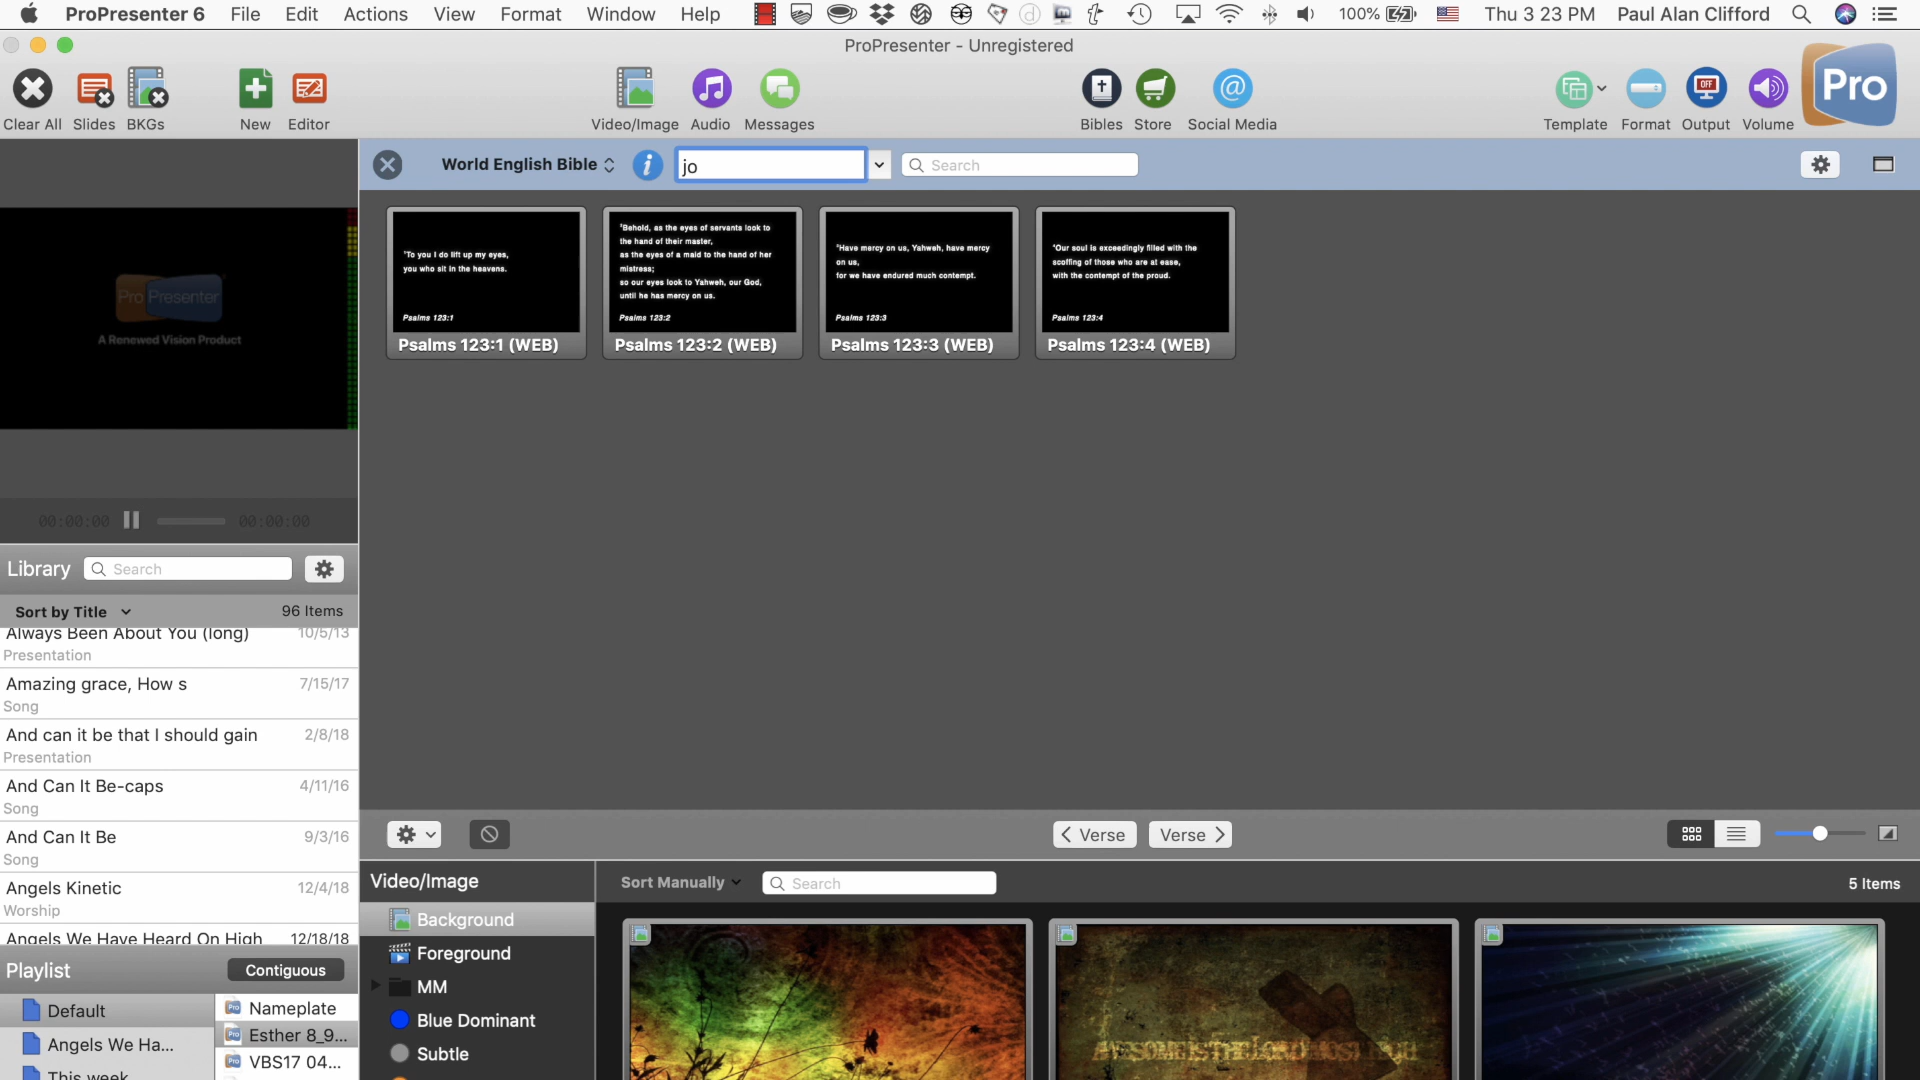 ProPresenter 6 File Edit Actions View Format Window Help 100% Thu 3 23 PM Paul Alan Clifford
ProPresenter - Unregistered
Clear All Slides BKGs New Editor Video/Image Audio Messages Bibles Store Social Media Template Format Output Volume
OFF
Pro
World English Bible jo Search
Pro Presenter
A Renewed Vision Product
"To you I do lift up my eyes,
you who sit in the heavens.
Psalms 123:1
Psalms 123:1 (WEB)
"Behold, as the eyes of servants look to
the hand of their master,
as the eyes of a maid to the hand of her
mistress;
so our eyes look to Yahweh, our God,
until he has mercy on us.
Psalms 123:2
Psalms 123:2 (WEB)
"Have mercy on us, Yahweh, have mercy
on us,
for we have endured much contempt.
Psalms 123:3
Psalms 123:3 (WEB)
"Our soul is exceedingly filled with the
scoffing of those who are at ease,
with the contempt of the proud.
Psalms 123:4
Psalms 123:4 (WEB)
00:00:00 00:00:00
Library Search
Sort by Title 96 Items
Always Been About You (long) 10/5/13
Presentation
Amazing grace, How s 7/15/17
Song
And can it be that I should gain 2/8/18
Presentation
And Can It Be-caps 4/11/16
Song
And Can It Be 9/3/16
Song
Angels Kinetic 12/4/18
Worship
Angels We Have Heard On High 12/18/18
Playlist Contiguous
Default
Angels We Ha...
This week
Nameplate
Esther 8_9...
VBS17 04...
Verse Verse
Video/Image
Background
Foreground
MM
Blue Dominant
Subtle
Sort Manually Search 5 Items
AWESOME IS THE LORD MOST HIGH